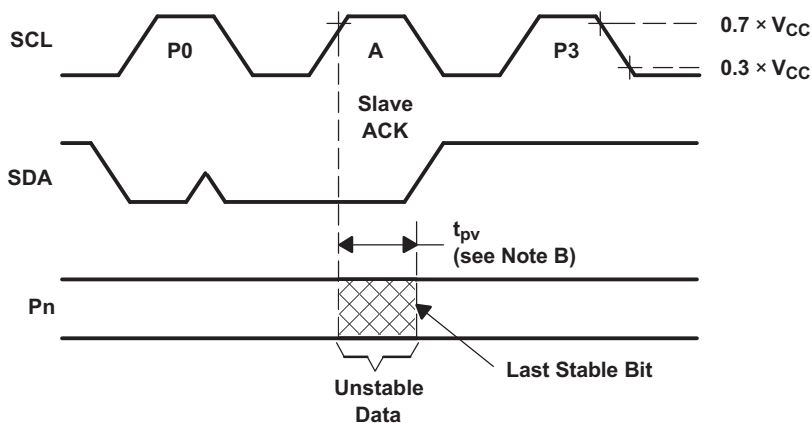 0.7 × VCC
SCL
P0
A
P3
0.3 × VCC
Slave
ACK
SDA
tpv
(see Note B)
Pn
Last Stable Bit
Unstable
Data